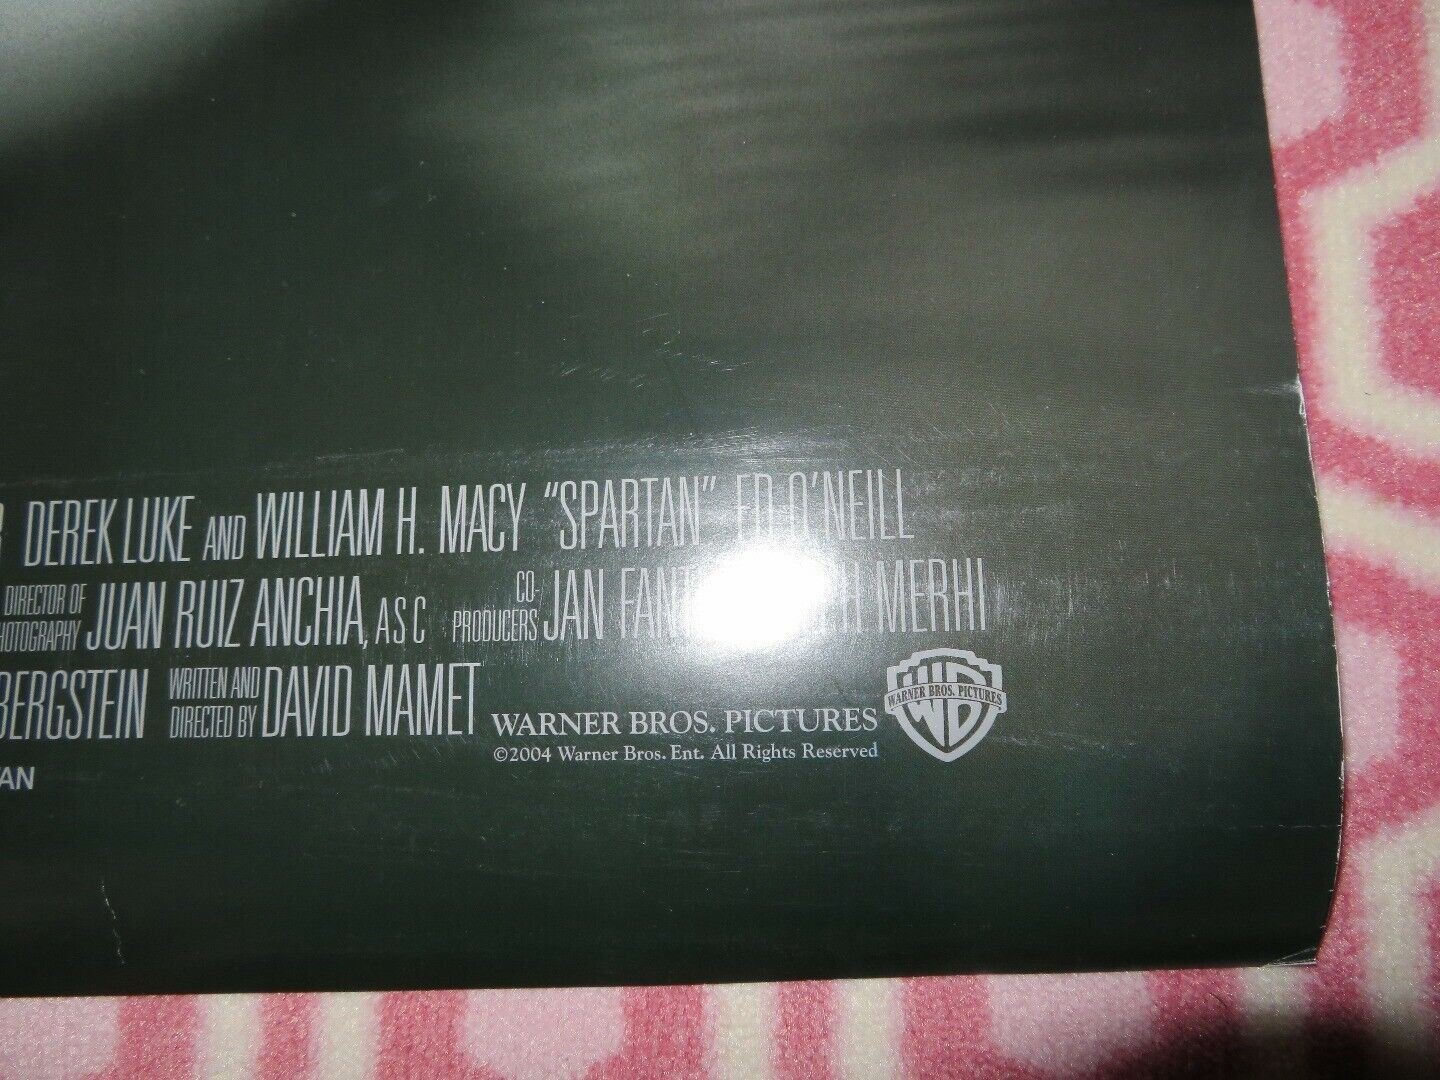 DEREK LUKE AND WILLIAM H. MACY "SPARTAN" ED O'NEILL
DIRECTOR OF PHOTOGRAPHY JUAN RUIZ ANCHIA, ASC CO-PRODUCERS JAN MERHI
BERGSTEIN WRITTEN AND DIRECTED BY DAVID MAMET
WARNER BROS. PICTURES
©2004 Warner Bros. Ent. All Rights Reserved
WARNER BROS. PICTURES
WB